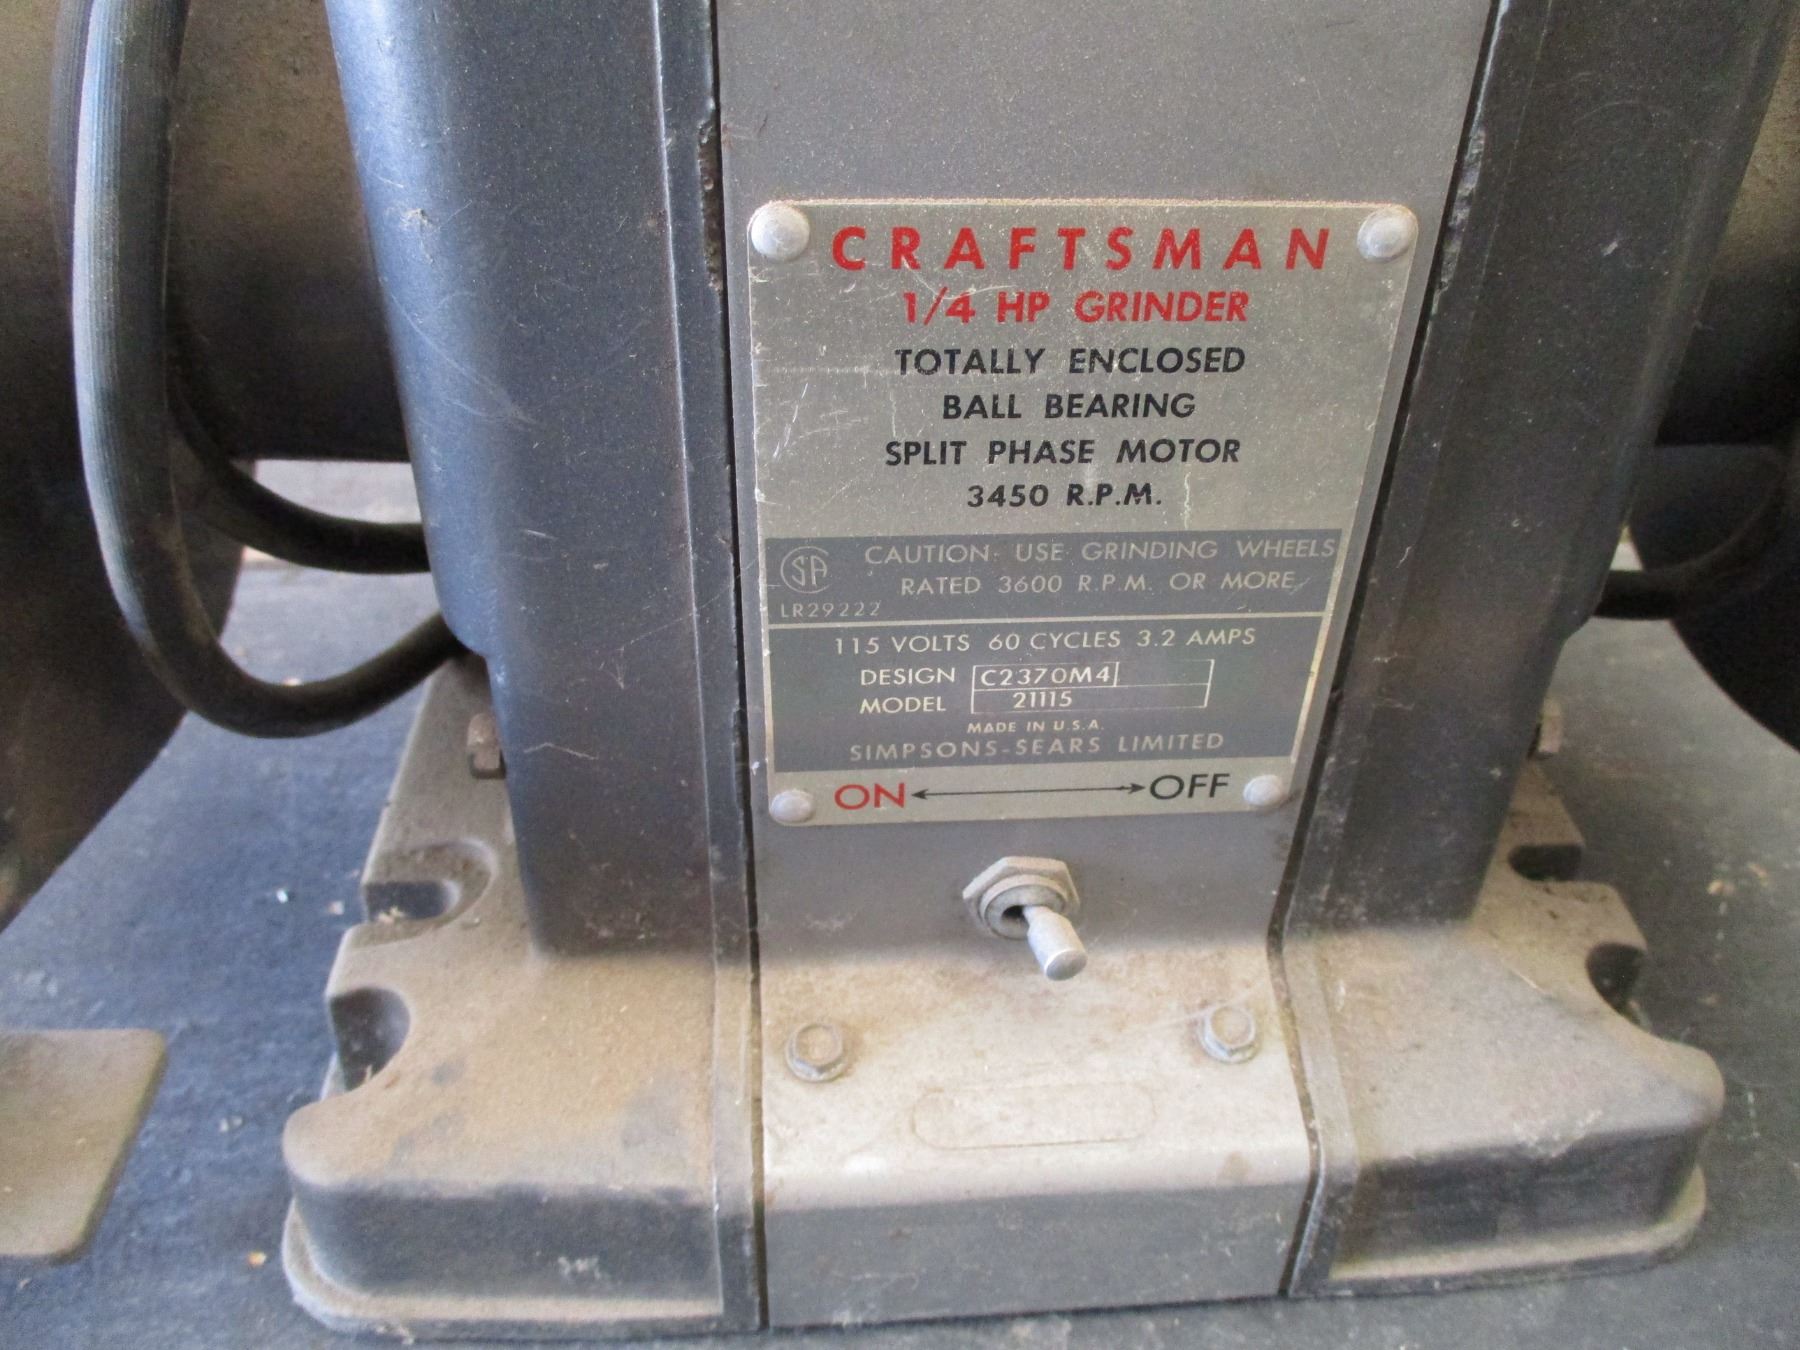 CRAFTSMAN
1/4 HP GRINDER
TOTALLY ENCLOSED
BALL BEARING
SPLIT PHASE MOTOR
3450 R.P.M.
CAUTION: USE GRINDING WHEELS
RATED 3600 R.P.M. OR MORE
SA
LR29222
115 VOLTS 60 CYCLES 3.2 AMPS
DESIGN C2370M4
MODEL 21115
MADE IN U.S.A.
SIMPSONS-SEARS LIMITED
ON OFF